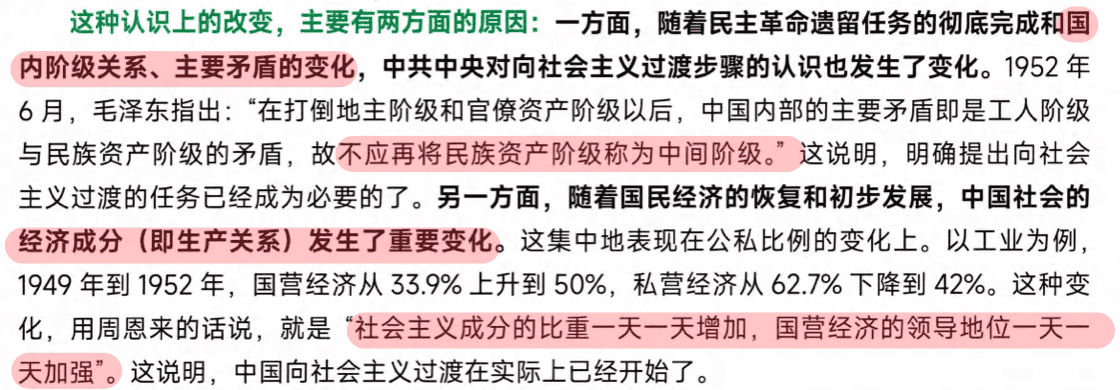 这种认识上的改变，主要有两方面的原因：一方面，随着民主革命遗留任务的彻底完成和国
内阶级关系、主要矛盾的变化，中共中央对向社会主义过渡步骤的认识也发生了变化。1952 年
6 月，毛泽东指出：“在打倒地主阶级和官僚资产阶级以后，中国内部的主要矛盾即是工人阶级
与民族资产阶级的矛盾，故不应再将民族资产阶级称为中间阶级。”这说明，明确提出向社会
主义过渡的任务已经成为必要的了。另一方面，随着国民经济的恢复和初步发展，中国社会的
经济成分（即生产关系）发生了重要变化。这集中地表现在公私比例的变化上。以工业为例，
1949 年到 1952 年，国营经济从 33.9% 上升到 50%，私营经济从 62.7% 下降到 42%。这种变
化，用周恩来的话说，就是“社会主义成分的比重一天一天增加，国营经济的领导地位一天一
天加强”。这说明，中国向社会主义过渡在实际上已经开始了。